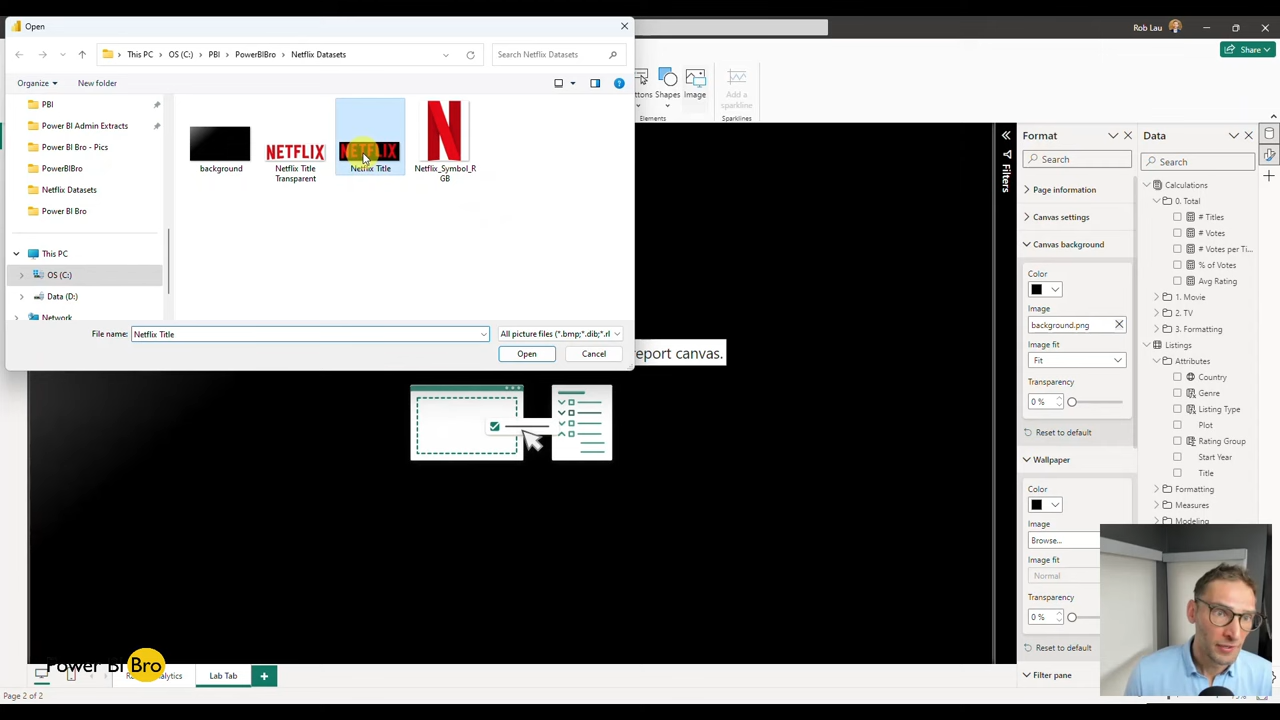 Open
This PC
OS (C:)
PBI
PowerBIBro
Netflix Datasets
Search Netflix Datasets
Organize
New folder
PBI
Power BI Admin Extracts
Power BI Bro - Pics
PowerBIBro
Netflix Datasets
Power BI Bro
This PC
OS (C:)
Data (D:)
Network
NETFLIX
NETFLIX
background
Netflix Title
Transparent
Netflix Title
Netflix_Symbol_R
GB
File name:
Netflix Title
All picture files (*.bmp;*.dib;*.rl
Open
Cancel
Rob Lau
Share
ttons
Shapes
Image
Add a
sparkline
Elements
Sparklines
report canvas.
Filters
Format
Search
Page information
Canvas settings
Canvas background
Color
Image
background.png
Image fit
Fit
Transparency
0 %
Reset to default
Wallpaper
Color
Image
Browse...
Image fit
Normal
Transparency
0 %
Reset to default
Filter pane
Data
Search
Calculations
0. Total
# Titles
# Votes
# Votes per Ti...
% of Votes
Avg Rating
1. Movie
2. TV
3. Formatting
Listings
Attributes
Country
Genre
Listing Type
Plot
Rating Group
Start Year
Title
Formatting
Measures
Modeling
Power BI Bro
Lab Tab
Page 2 of 2